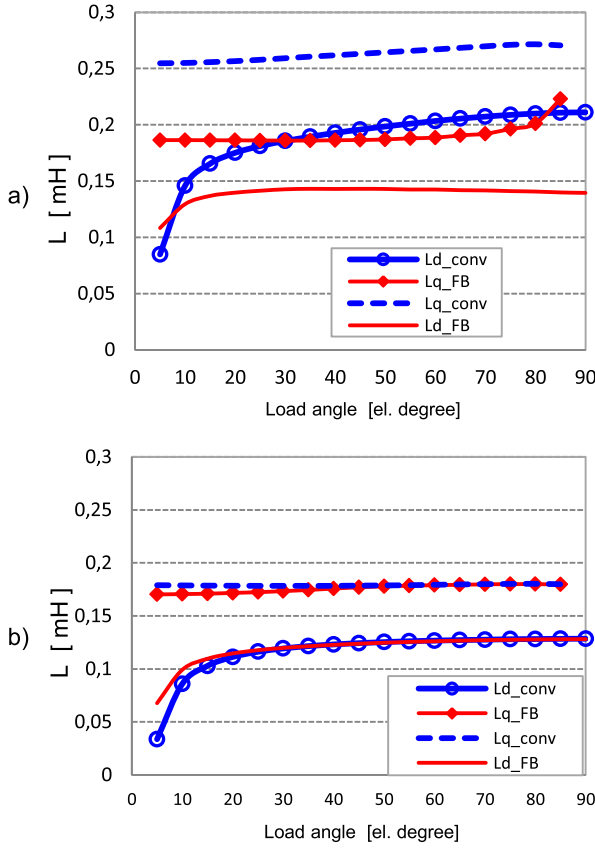 0,3
0,25
0,2
0,15
0,1
0,05
0
a)
L [ mH ]
Ld_conv
Lq_FB
Lq_conv
Ld_FB
0 10 20 30 40 50 60 70 80 90
Load angle [el. degree]
0,3
0,25
0,2
0,15
0,1
0,05
0
b)
L [ mH ]
Ld_conv
Lq_FB
Lq_conv
Ld_FB
0 10 20 30 40 50 60 70 80 90
Load angle [el. degree]